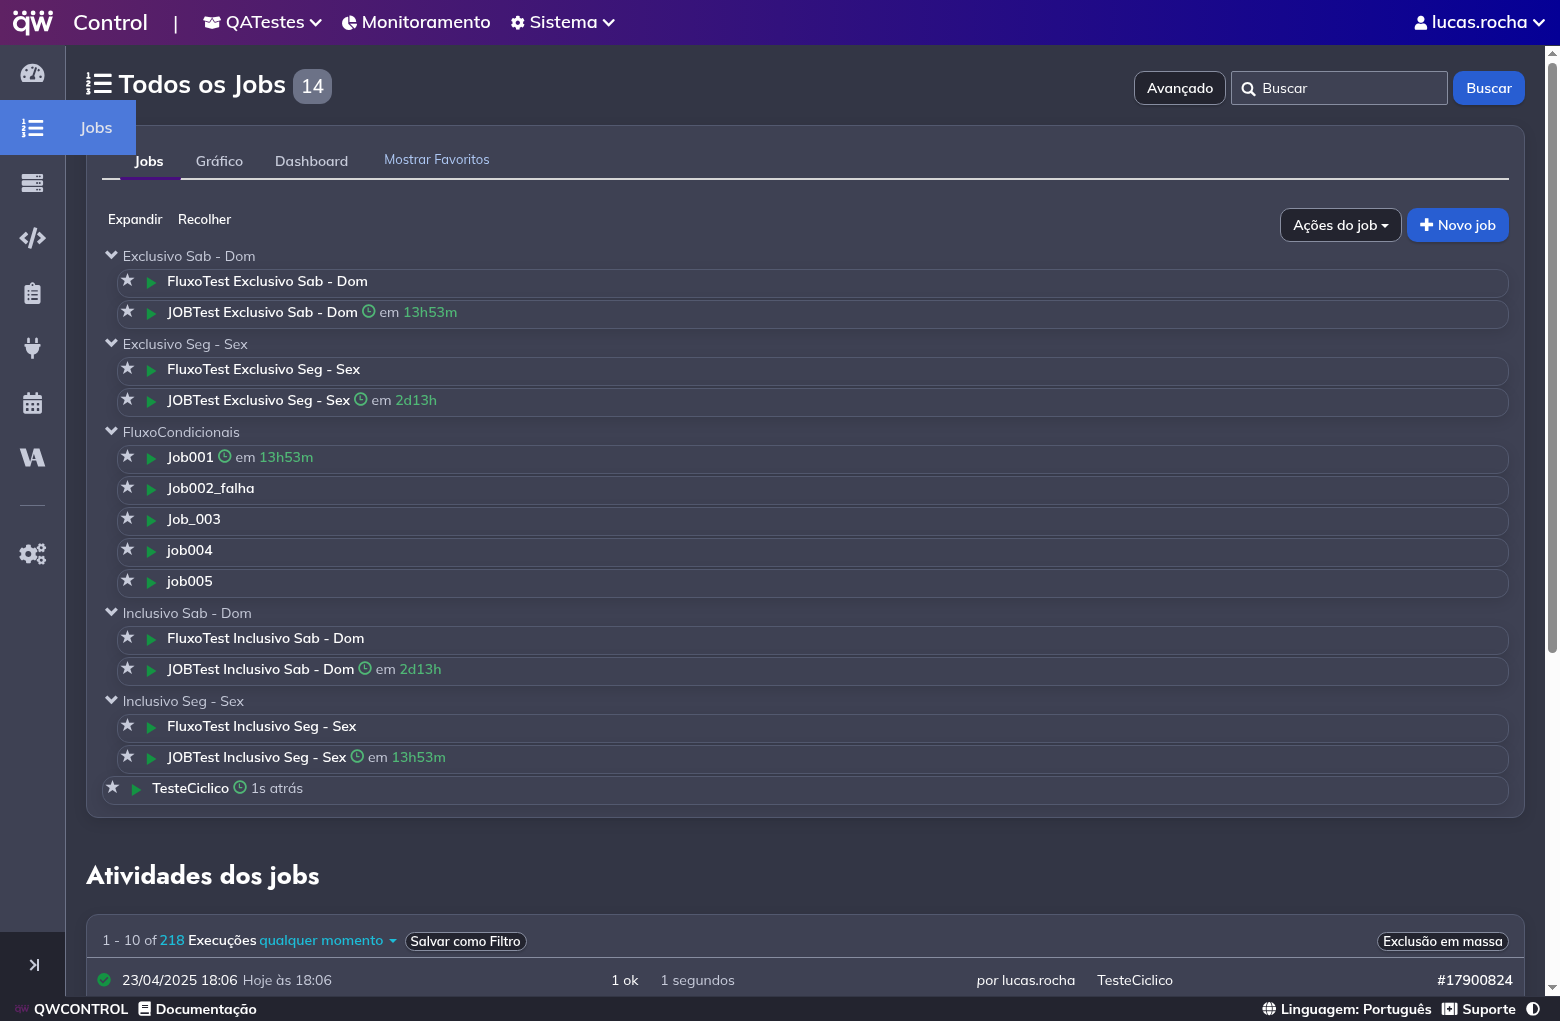 qw Control | QATestes Monitoramento Sistema lucas.rocha
Todos os Jobs 14 Avançado Buscar Buscar
Jobs
Jobs Gráfico Dashboard Mostrar Favoritos
Expandir Recolher Ações do job Novo job
Exclusivo Sab - Dom
FluxoTest Exclusivo Sab - Dom
JOBTest Exclusivo Sab - Dom em 13h53m
Exclusivo Seg - Sex
FluxoTest Exclusivo Seg - Sex
JOBTest Exclusivo Seg - Sex em 2d13h
FluxoCondicionais
Job001 em 13h53m
Job002_falha
Job_003
job004
job005
Inclusivo Sab - Dom
FluxoTest Inclusivo Sab - Dom
JOBTest Inclusivo Sab - Dom em 2d13h
Inclusivo Seg - Sex
FluxoTest Inclusivo Seg - Sex
JOBTest Inclusivo Seg - Sex em 13h53m
TesteCiclico 1s atrás
Atividades dos jobs
1 - 10 of 218 Execuções qualquer momento Salvar como Filtro Exclusão em massa
23/04/2025 18:06 Hoje às 18:06 1 ok 1 segundos por lucas.rocha TesteCiclico #17900824
qw QWCONTROL Documentação Linguagem: Português Suporte